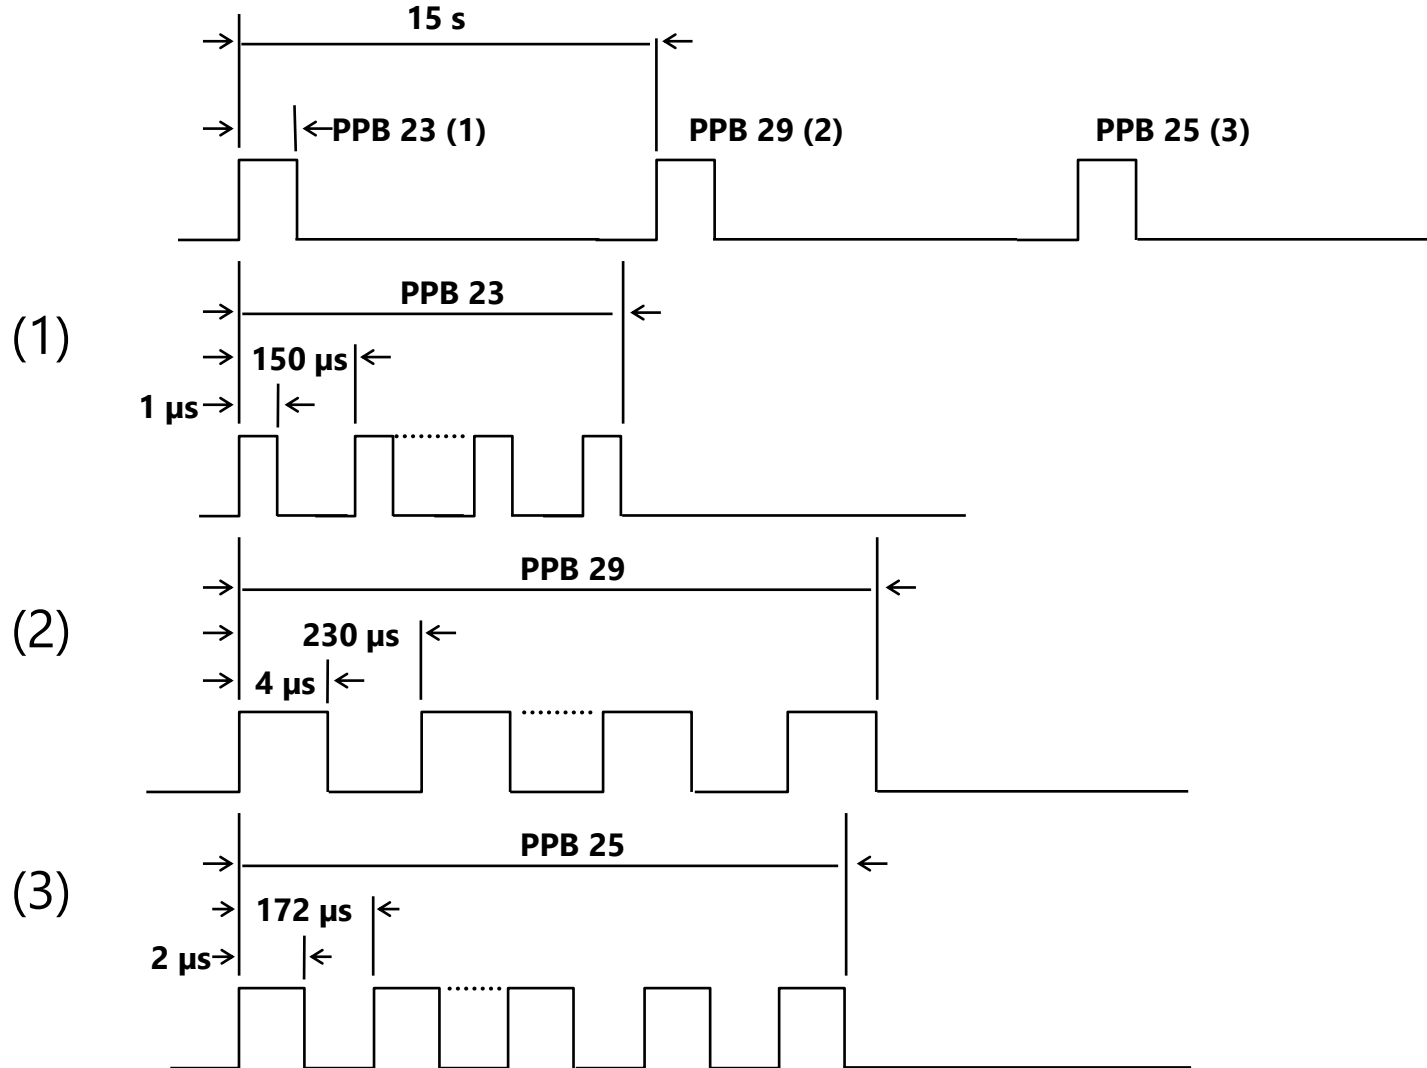 15 s
PPB 23 (1)
PPB 29 (2)
PPB 25 (3)
PPB 23
(1)
150 µs
1 µs
PPB 29
(2)
230 µs
4 µs
PPB 25
(3)
172 µs
2 µs